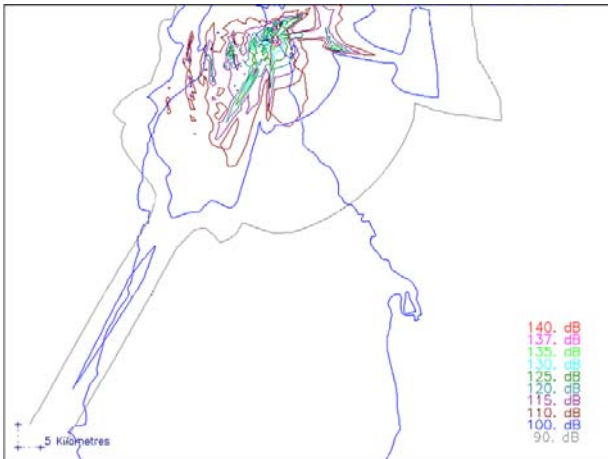 140. dB
137. dB
135. dB
130. dB
125. dB
120. dB
115. dB
110. dB
100. dB
90. dB
5 Kilometres